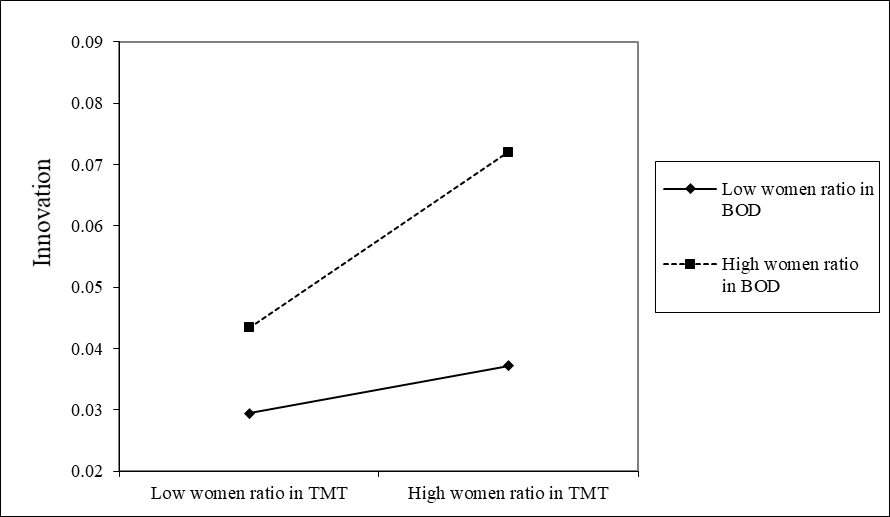 0.09
0.08
0.07
0.06
0.05
0.04
0.03
0.02
Innovation
Low women ratio in TMT
High women ratio in TMT
Low women ratio in
BOD
High women ratio
in BOD